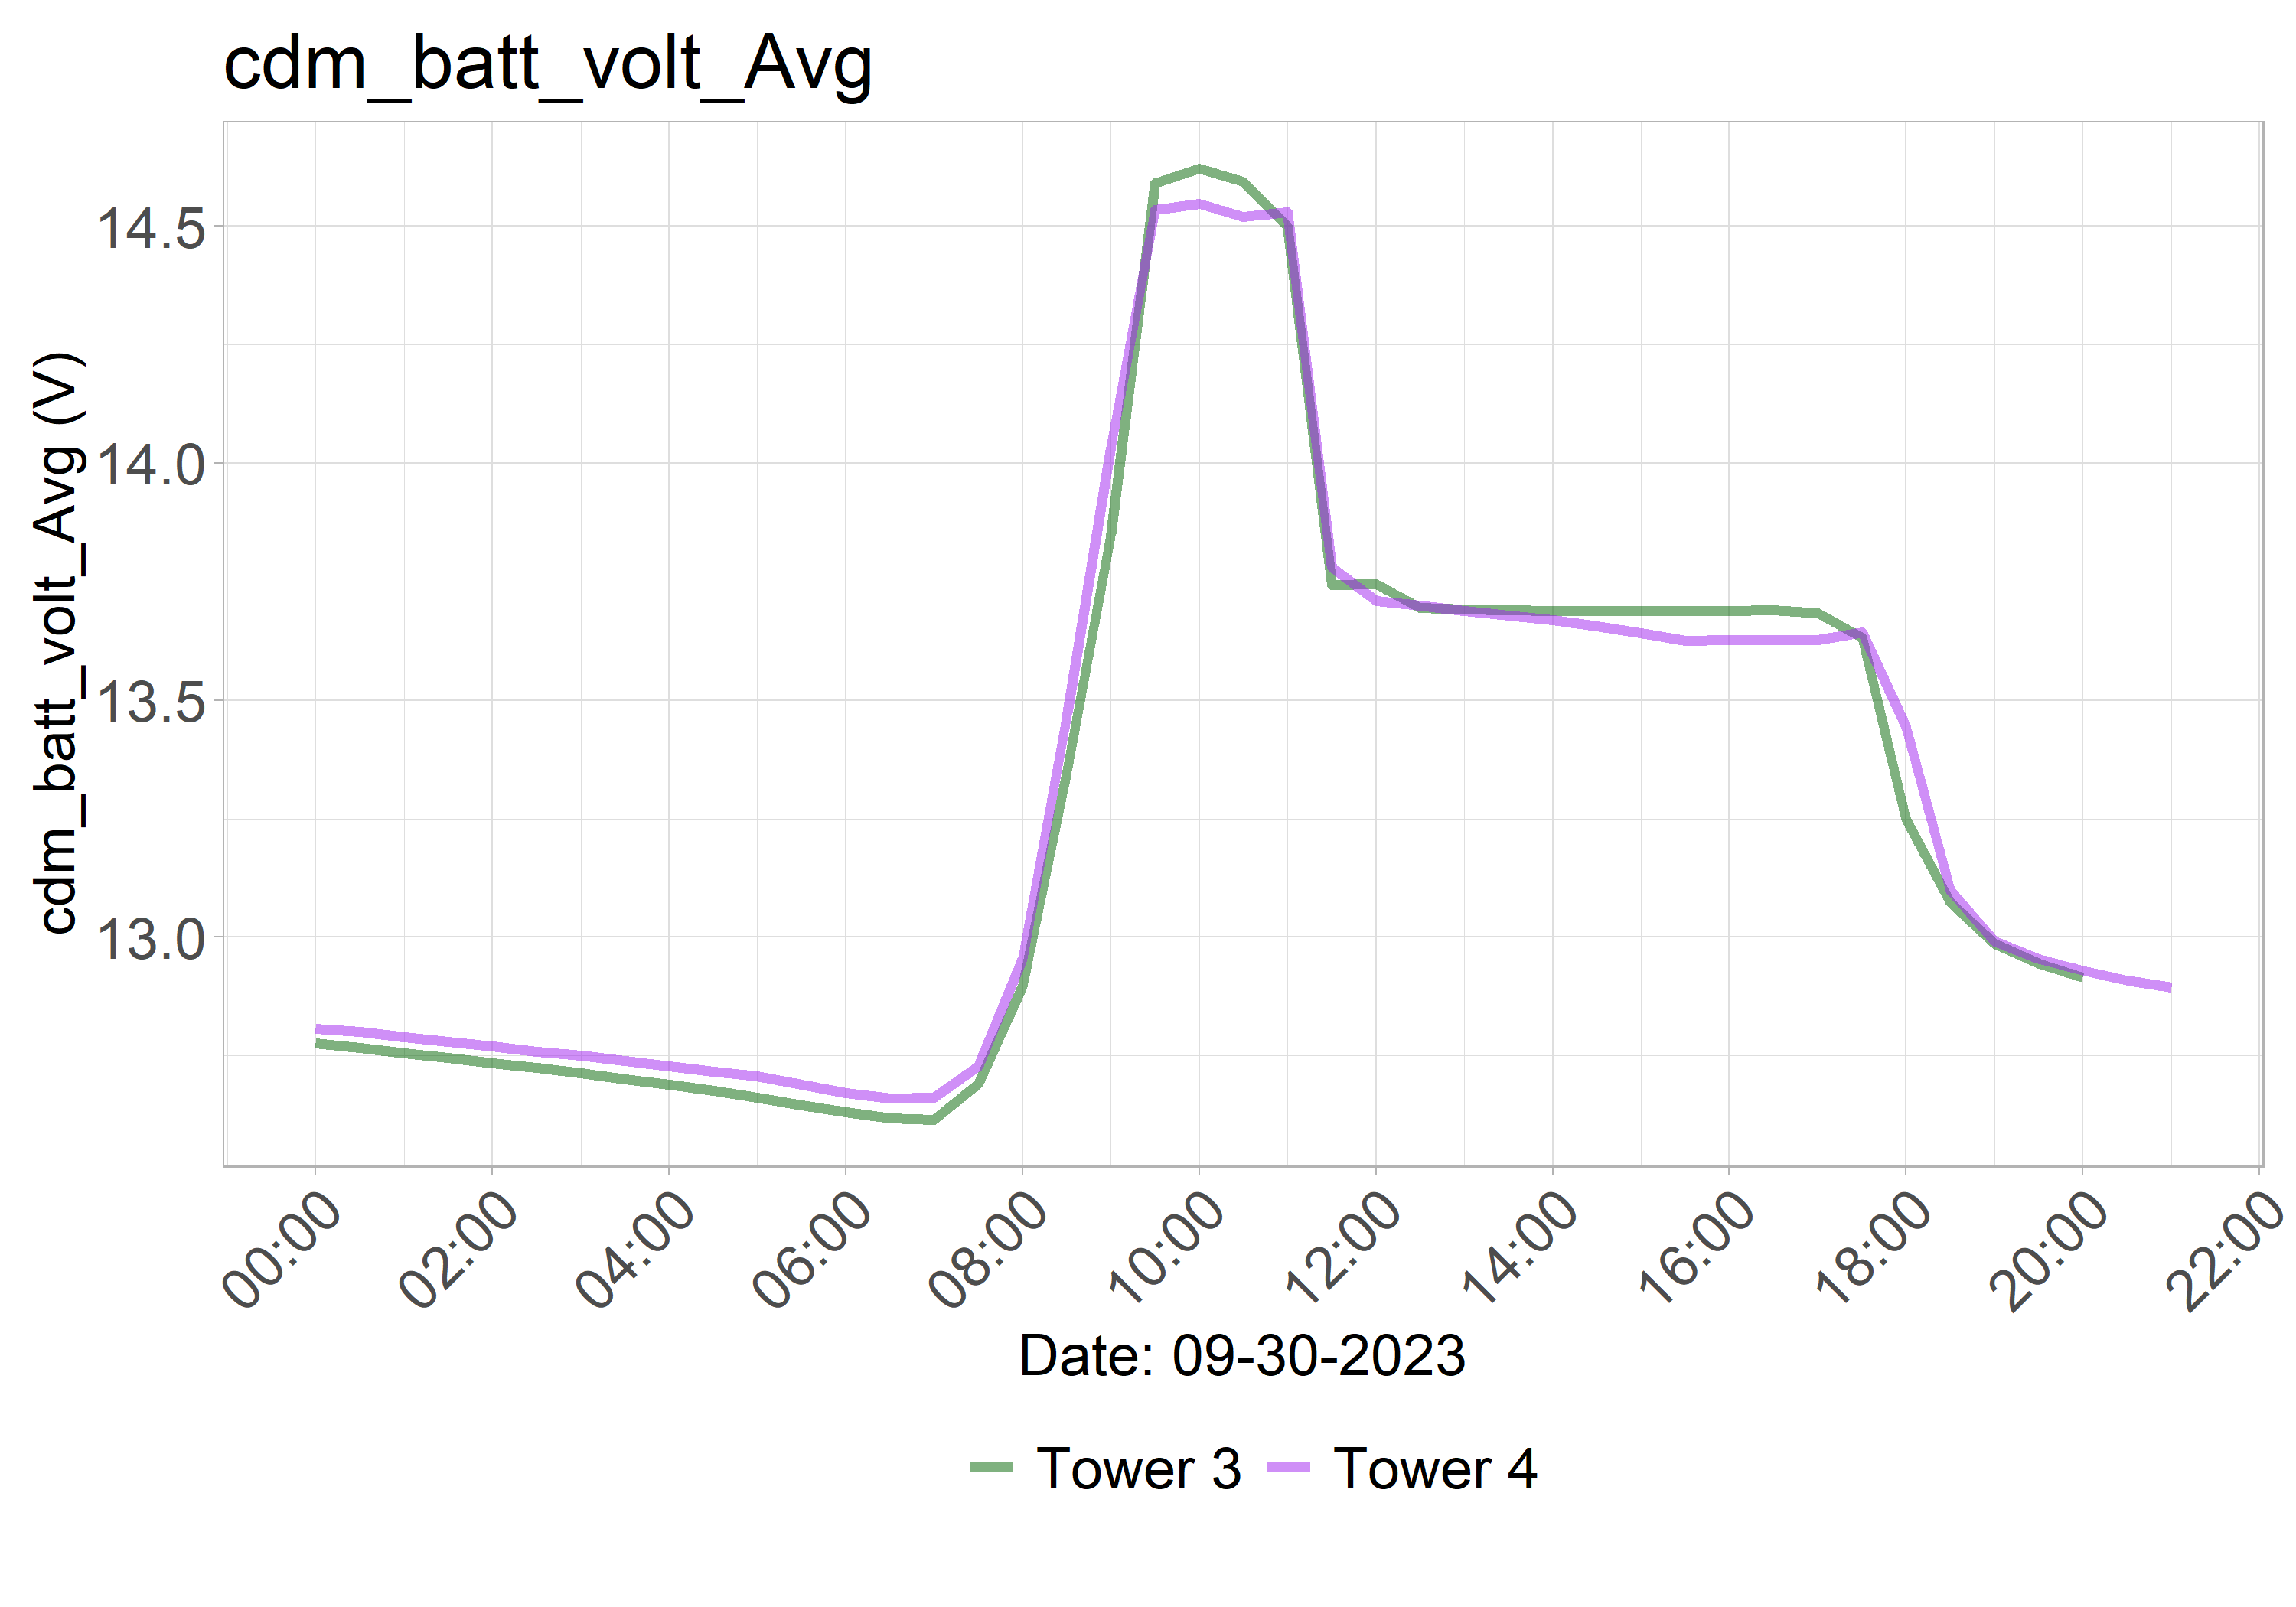 cdm_batt_volt_Avg
cdm_batt_volt_Avg (V)
14.5
14.0
13.5
13.0
00:00 02:00 04:00 06:00 08:00 10:00 12:00 14:00 16:00 18:00 20:00 22:00
Date: 09-30-2023
Tower 3 Tower 4